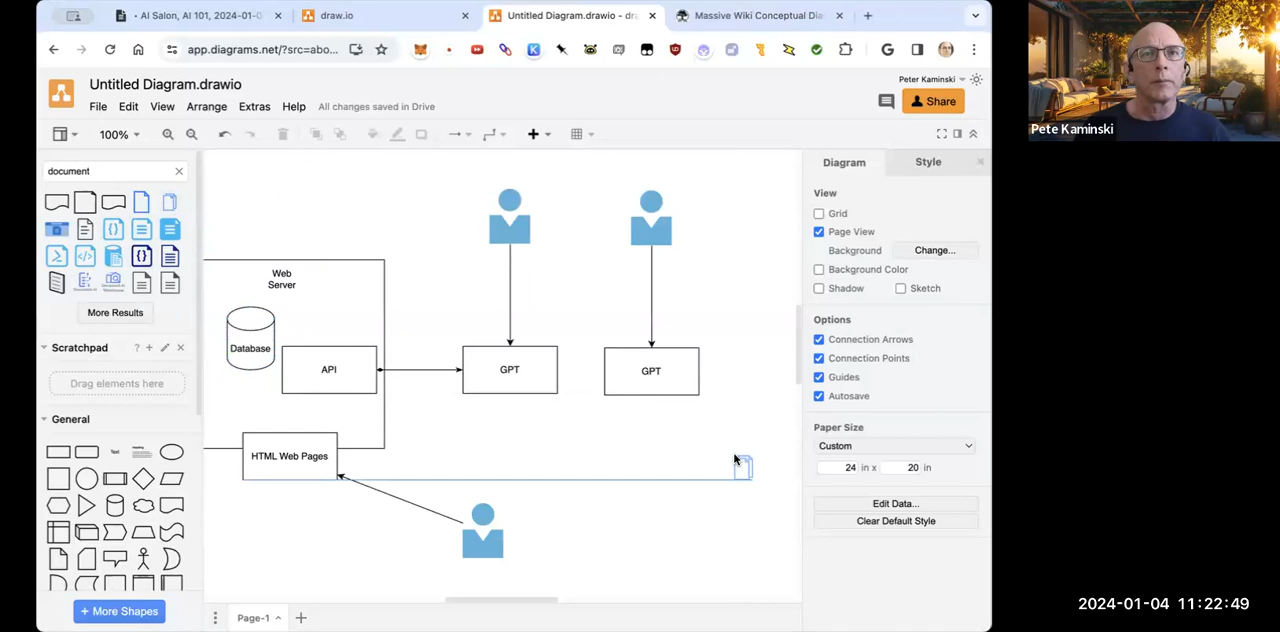 • AI Salon, AI 101, 2024-01-0
draw.io
Untitled Diagram.drawio - dra
Massive Wiki Conceptual Dia
app.diagrams.net/?src=abo...
Untitled Diagram.drawio
Peter Kaminski
File Edit View Arrange Extras Help All changes saved in Drive
Share
100%
document
More Results
Scratchpad
Drag elements here
General
Text
Heading
+ More Shapes
Web
Server
Database
API
GPT
GPT
HTML Web Pages
Page-1
Diagram
Style
View
Grid
Page View
Background
Change...
Background Color
Shadow
Sketch
Options
Connection Arrows
Connection Points
Guides
Autosave
Paper Size
Custom
24 in x 20 in
Edit Data...
Clear Default Style
Pete Kaminski
2024-01-04 11:22:49